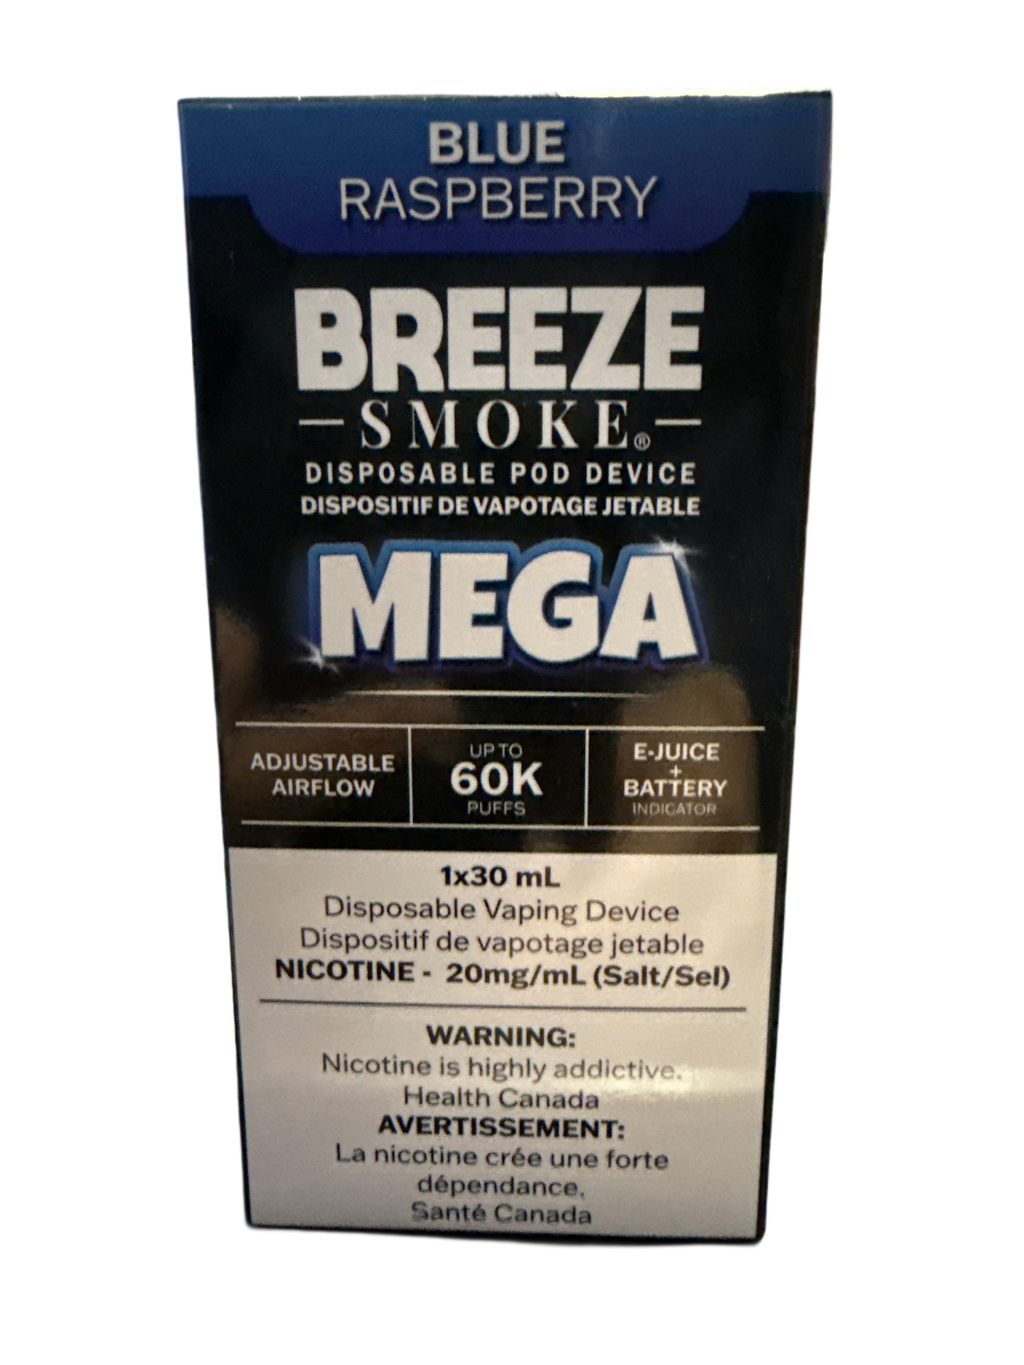 BLUE
RASPBERRY
BREEZE
SMOKE®
DISPOSABLE POD DEVICE
DISPOSITIF DE VAPOTAGE JETABLE
MEGA
ADJUSTABLE
AIRFLOW
UP TO
60K
PUFFS
E-JUICE
+
BATTERY
INDICATOR
1x30 mL
Disposable Vaping Device
Dispositif de vapotage jetable
NICOTINE - 20mg/mL (Salt/Sel)
WARNING:
Nicotine is highly addictive.
Health Canada
AVERTISSEMENT:
La nicotine crée une forte
dépendance.
Santé Canada